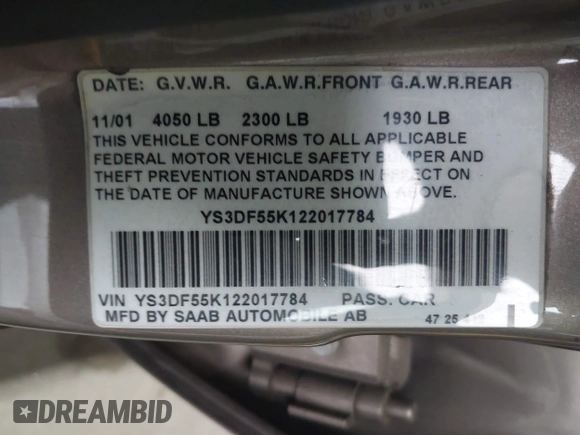 DATE: G.V.W.R. G.A.W.R.FRONT G.A.W.R.REAR
11/01 4050 LB 2300 LB 1930 LB
THIS VEHICLE CONFORMS TO ALL APPLICABLE
FEDERAL MOTOR VEHICLE SAFETY BUMPER AND
THEFT PREVENTION STANDARDS IN EFFECT ON
THE DATE OF MANUFACTURE SHOWN ABOVE.
YS3DF55K122017784
VIN YS3DF55K122017784 PASS. CAR
MFD BY SAAB AUTOMOBILE AB 47 25
DREAMBID